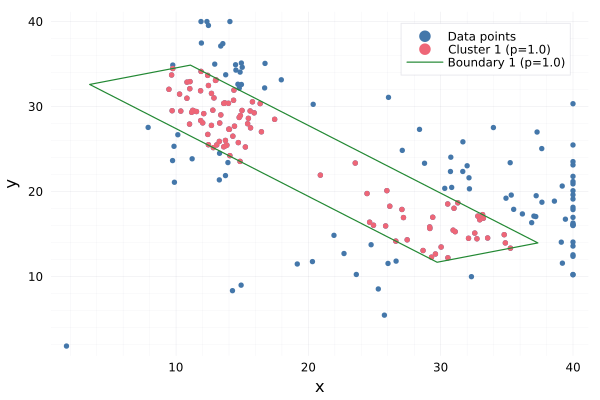 40
Data points
Cluster 1 (p=1.0)
Boundary 1 (p=1.0)
30
y
20
10
10 20 30 40
x